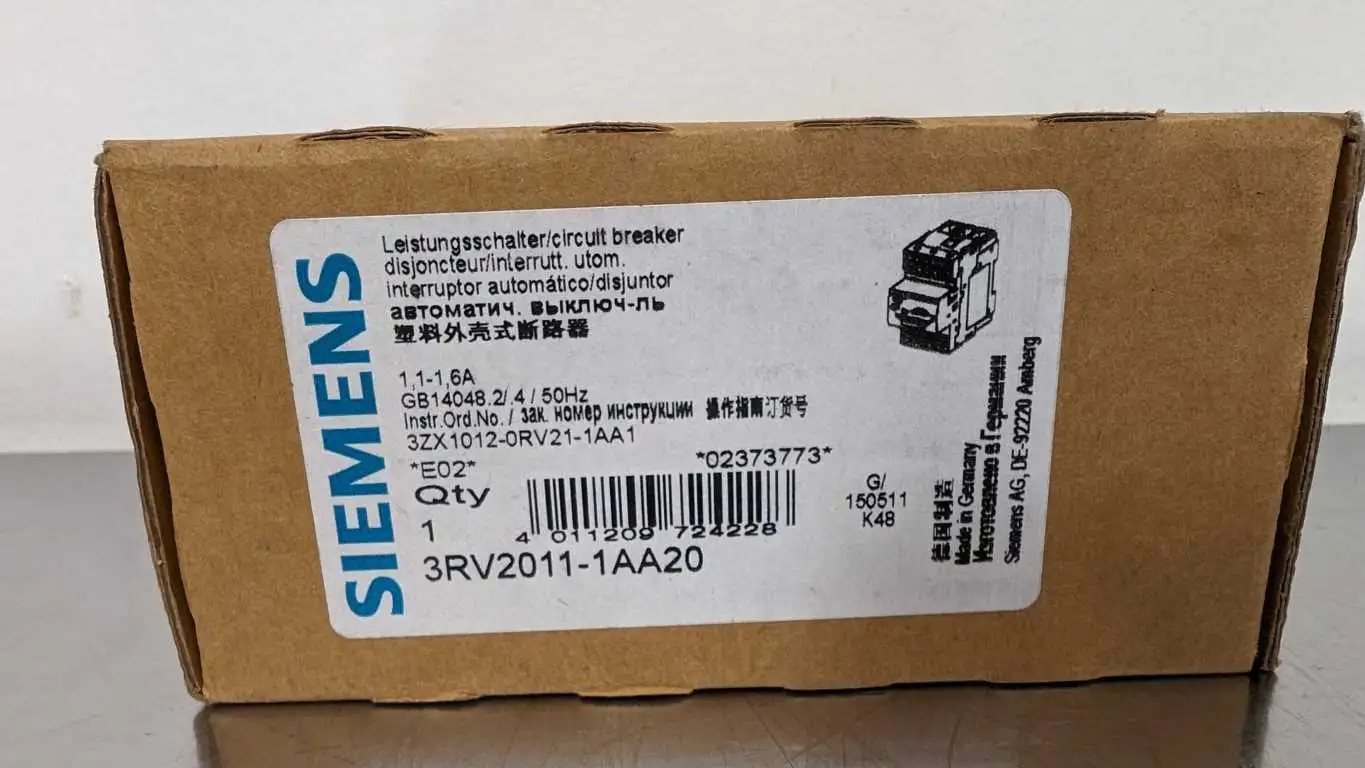 SIEMENS
Leistungsschalter/circuit breaker
disjoncteur/interrutt. utom.
interruptor automático/disjuntor
автоматич. выключ-ль
塑料外壳式断路器
1,1-1,6A
GB14048.2/.4 / 50Hz
Instr.Ord.No. / зак. номер инструкции 操作指南订货号
3ZX1012-0RV21-1AA1
*E02*
*02373773*
Qty
1
4 011209 724228
3RV2011-1AA20
G/
150511
K48
德国制造
Made in Germany
Изготовлено в Германии
Siemens AG, DE-92220 Amberg